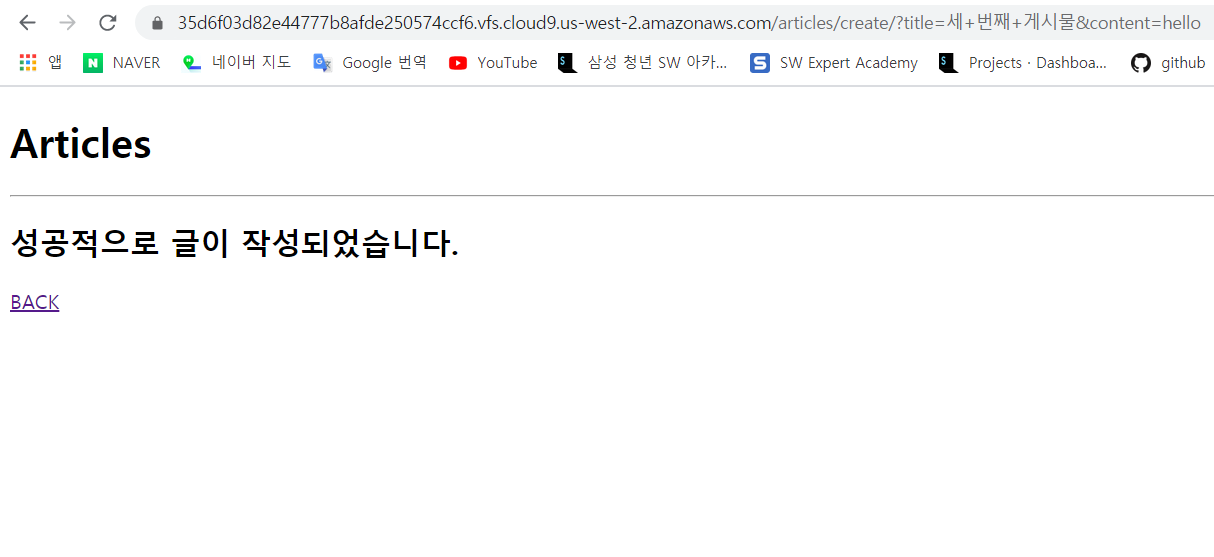 35d6f03d82e44777b8afde250574ccf6.vfs.cloud9.us-west-2.amazonaws.com/articles/create/?title=세+번째+게시물&content=hello
앱 NAVER 네이버 지도 Google 번역 YouTube 삼성 청년 SW 아카... SW Expert Academy Projects · Dashboa... github
Articles
성공적으로 글이 작성되었습니다.
BACK